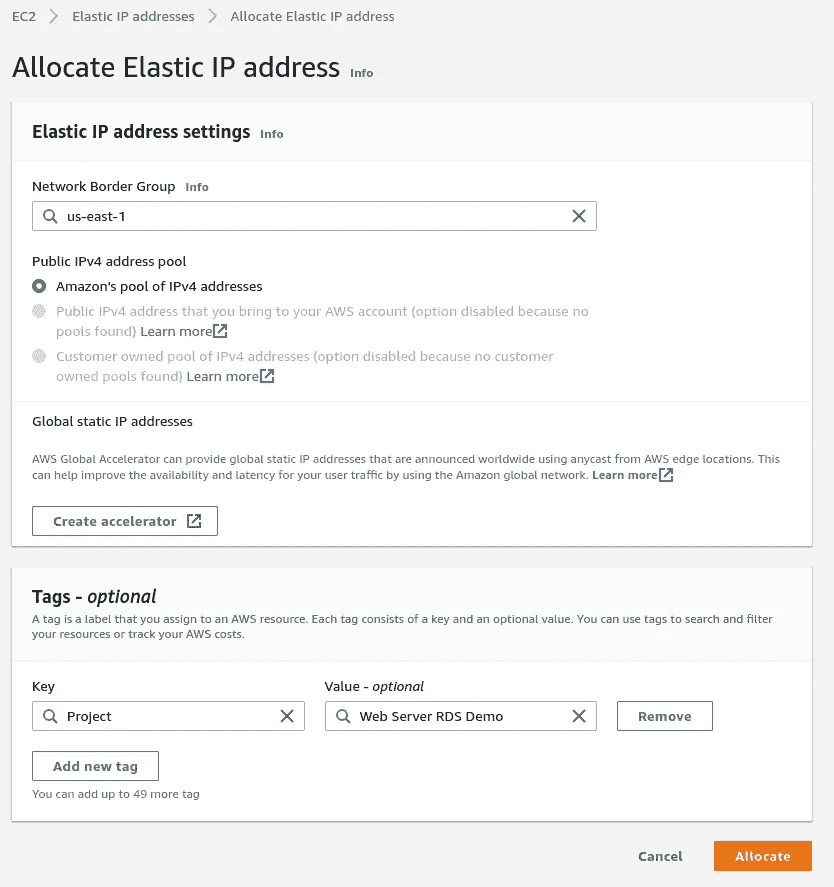 EC2 > Elastic IP addresses > Allocate Elastic IP address
Allocate Elastic IP address Info
Elastic IP address settings Info
Network Border Group Info
us-east-1
Public IPv4 address pool
Amazon's pool of IPv4 addresses
Public IPv4 address that you bring to your AWS account (option disabled because no
pools found) Learn more
Customer owned pool of IPv4 addresses (option disabled because no customer
owned pools found) Learn more
Global static IP addresses
AWS Global Accelerator can provide global static IP addresses that are announced worldwide using anycast from AWS edge locations. This
can help improve the availability and latency for your user traffic by using the Amazon global network. Learn more
Create accelerator
Tags - optional
A tag is a label that you assign to an AWS resource. Each tag consists of a key and an optional value. You can use tags to search and filter
your resources or track your AWS costs.
Key Value - optional
Project Web Server RDS Demo Remove
Add new tag
You can add up to 49 more tag
Cancel Allocate